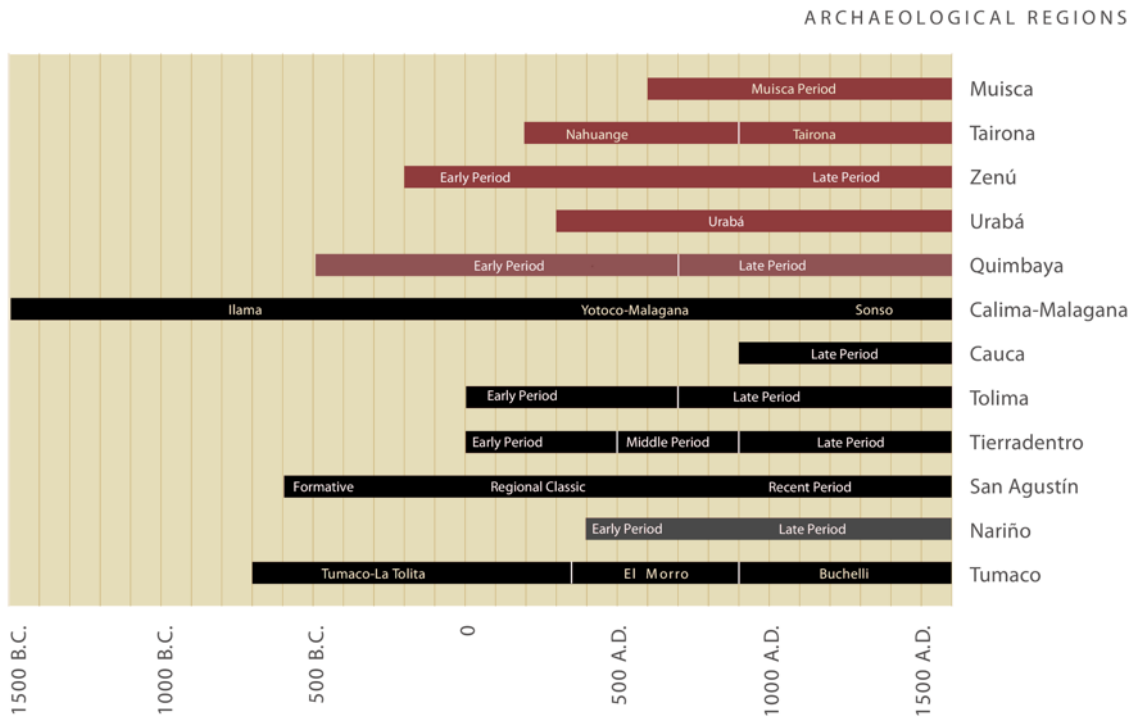 ARCHAEOLOGICAL REGIONS
Muisca Period Muisca
Nahuange Tairona Tairona
Early Period Late Period Zenú
Urabá Urabá
Early Period Late Period Quimbaya
Ilama Yotoco-Malagana Sonso Calima-Malagana
Late Period Cauca
Early Period Late Period Tolima
Early Period Middle Period Late Period Tierradentro
Formative Regional Classic Recent Period San Agustín
Early Period Late Period Nariño
Tumaco-La Tolita El Morro Buchelli Tumaco
1500 B.C. 1000 B.C. 500 B.C. 0 500 A.D. 1000 A.D. 1500 A.D.